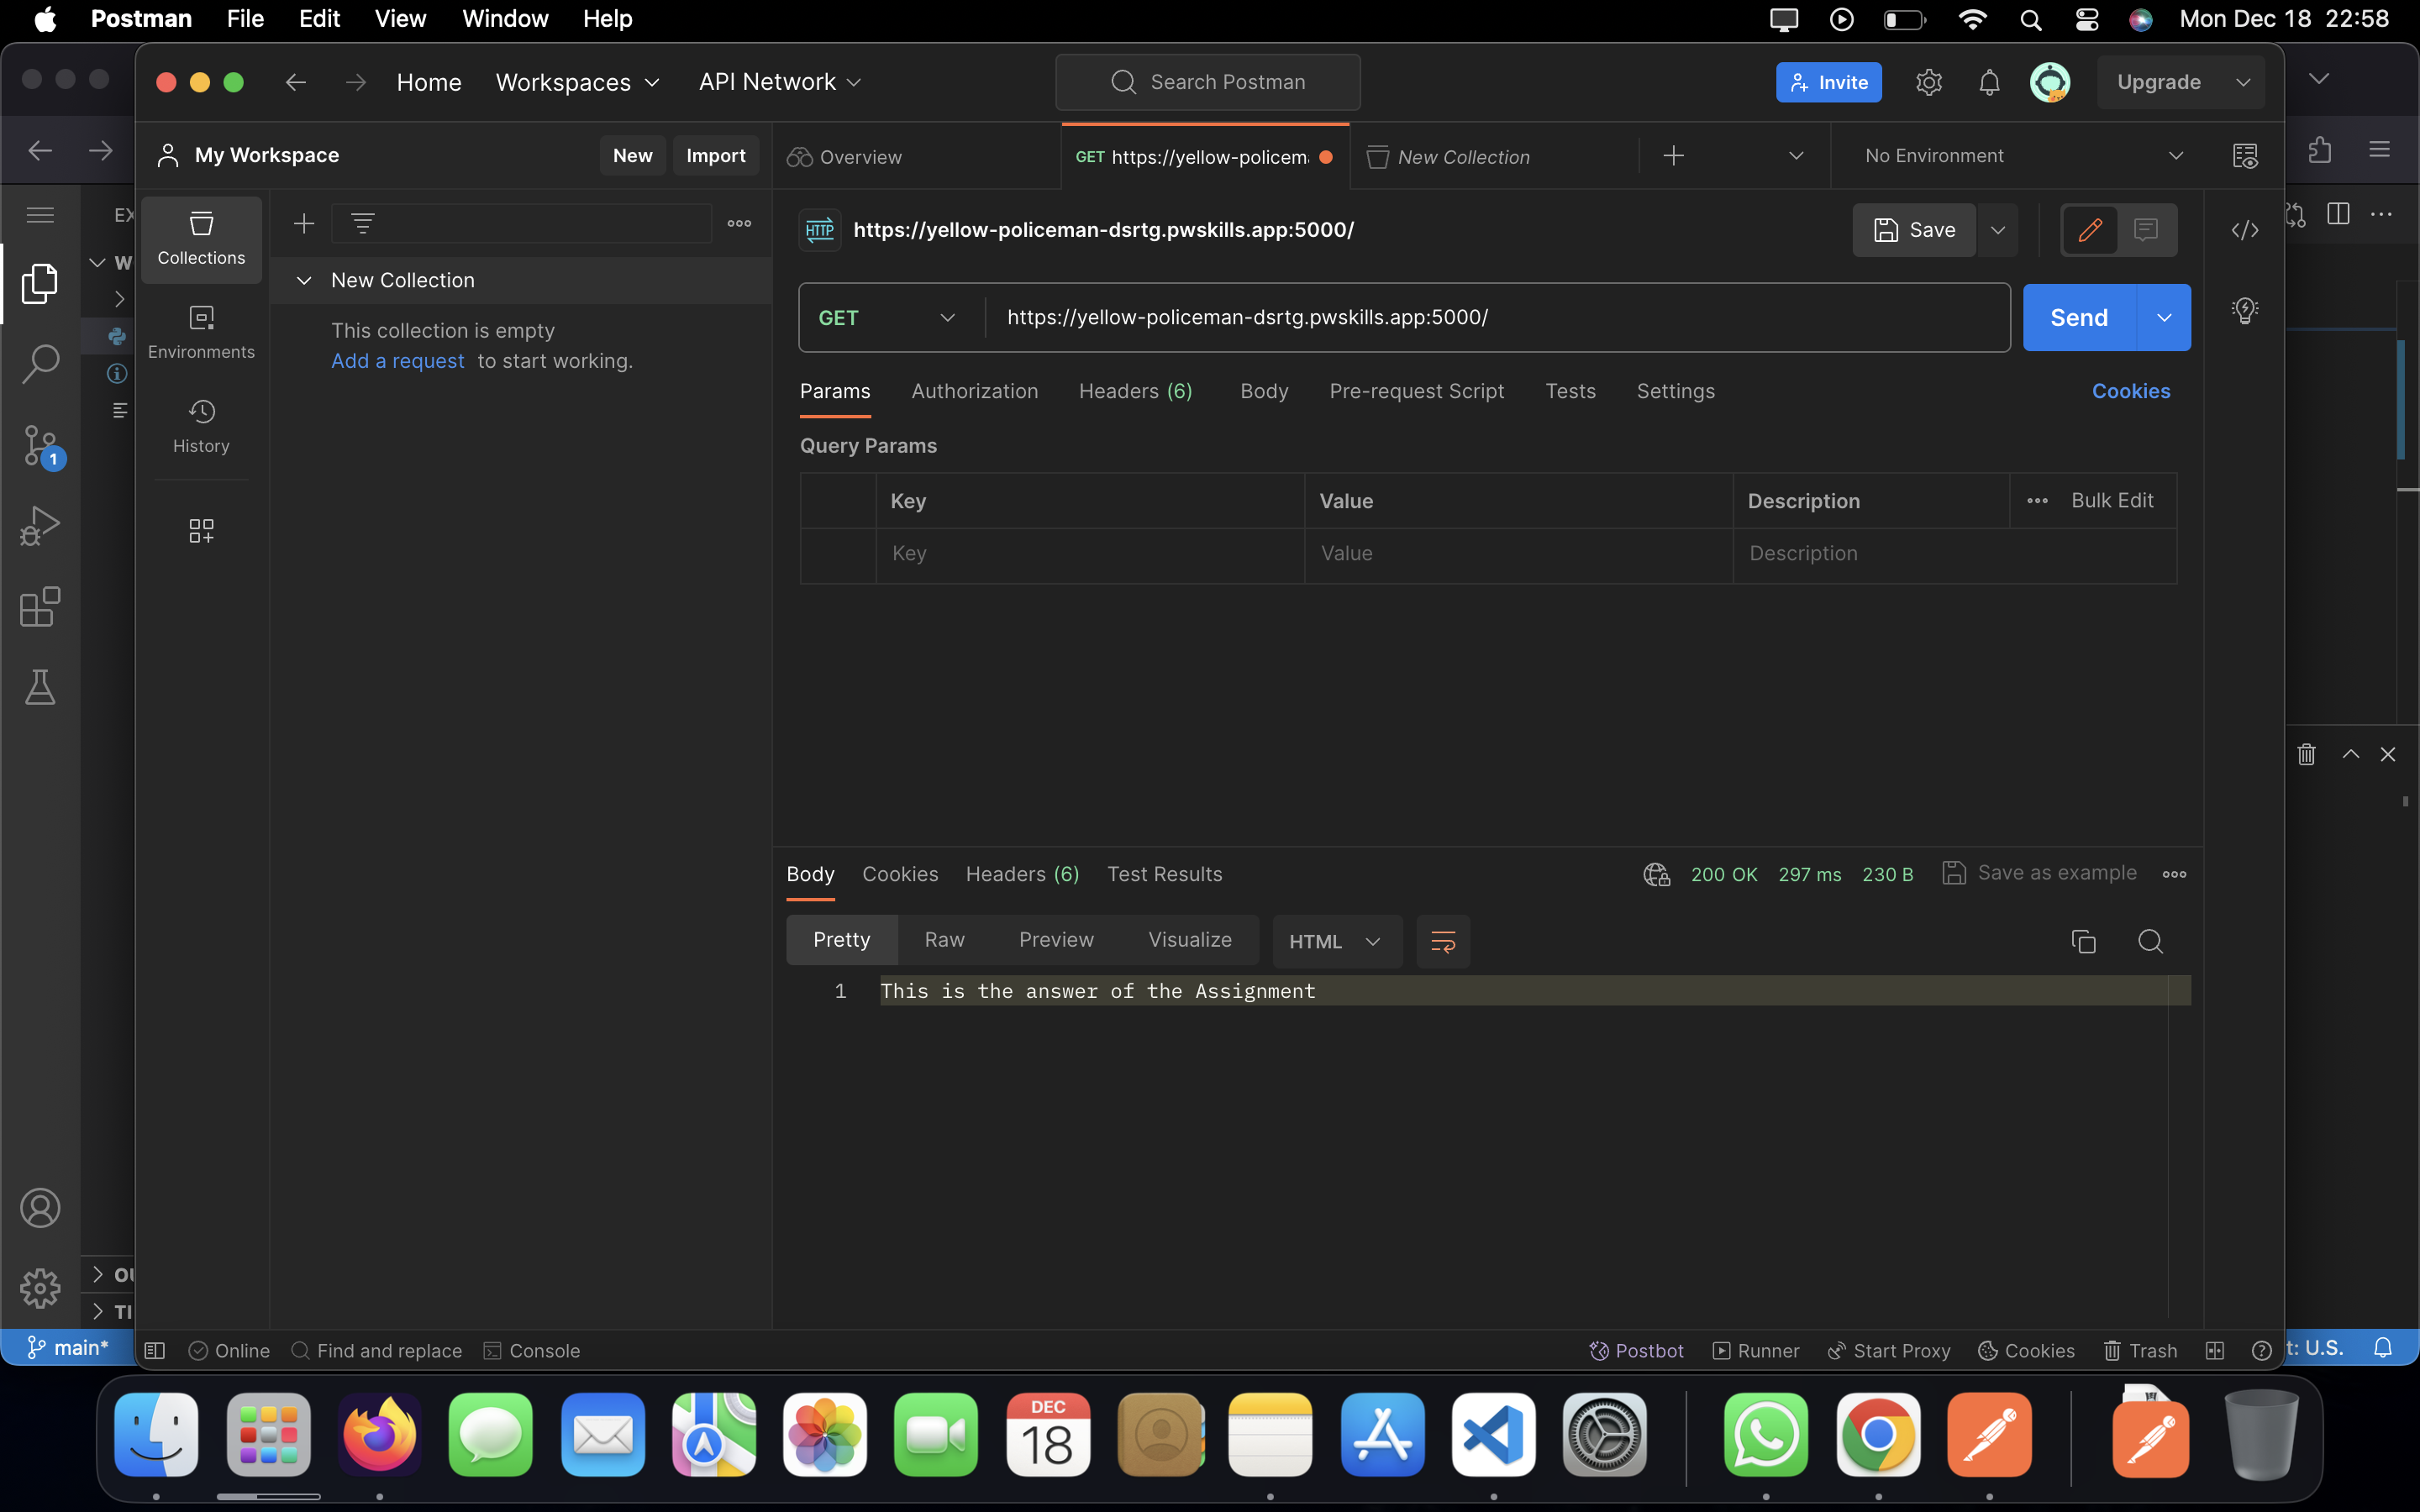 Postman File Edit View Window Help Mon Dec 18 22:58
Home Workspaces API Network Search Postman Invite Upgrade
My Workspace New Import Overview GET https://yellow-policem New Collection No Environment
EX
W
Collections
New Collection
This collection is empty
Add a request to start working.
Environments
History
1
https://yellow-policeman-dsrtg.pwskills.app:5000/ Save
GET https://yellow-policeman-dsrtg.pwskills.app:5000/ Send
Params Authorization Headers (6) Body Pre-request Script Tests Settings Cookies
Query Params
Key Value Description Bulk Edit
Key Value Description
Body Cookies Headers (6) Test Results 200 OK 297 ms 230 B Save as example
Pretty Raw Preview Visualize HTML
1 This is the answer of the Assignment
OU
TI
main* Online Find and replace Console Postbot Runner Start Proxy Cookies Trash t: U.S.
DEC
18